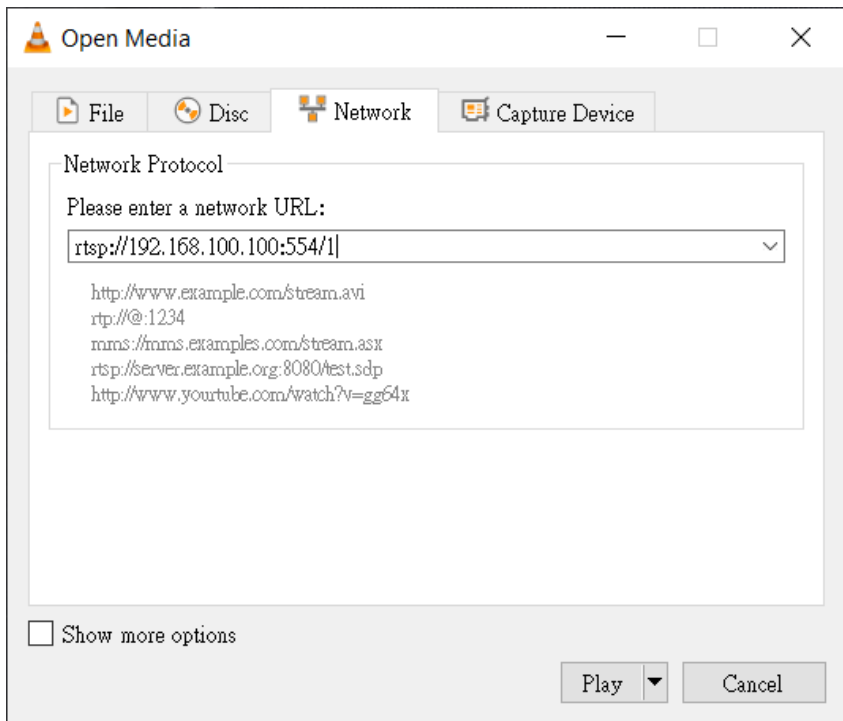 Open Media
File Disc Network Capture Device
Network Protocol
Please enter a network URL:
rtsp://192.168.100.100:554/1
http://www.example.com/stream.avi
rtp://@:1234
mms://mms.examples.com/stream.asx
rtsp://server.example.org:8080/test.sdp
http://www.yourtube.com/watch?v=gg64x
Show more options
Play Cancel